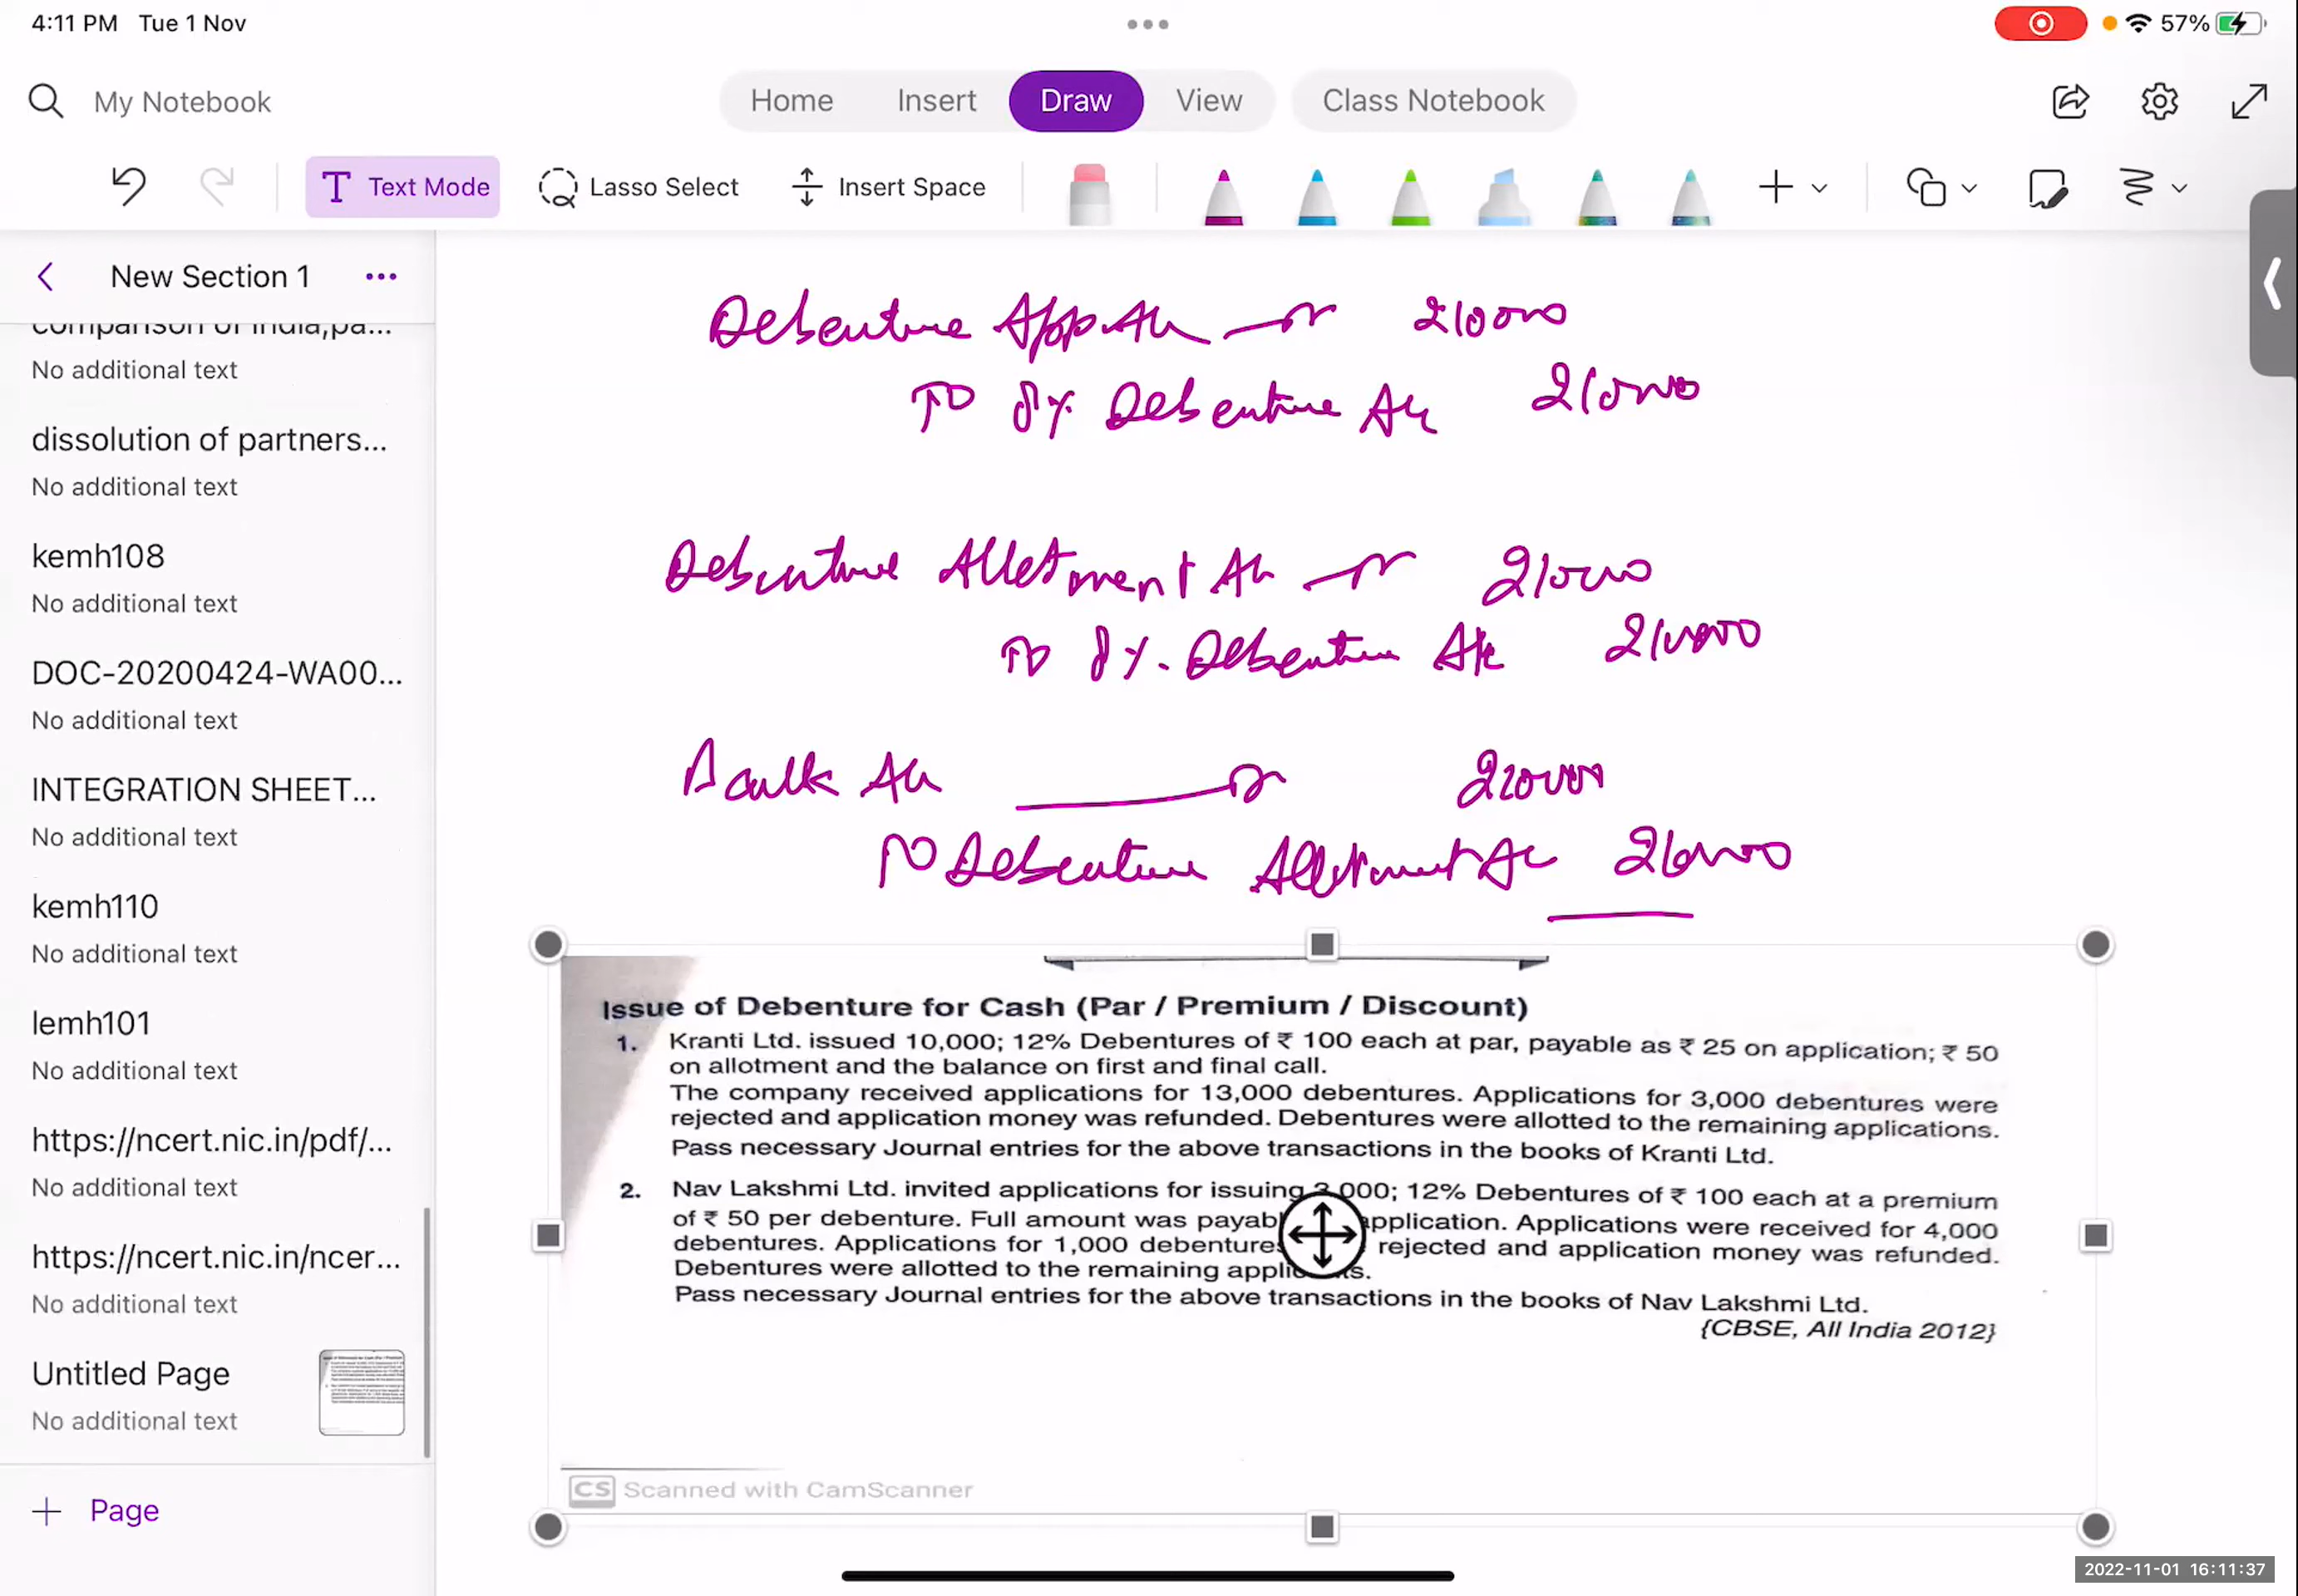 4:11 PM Tue 1 Nov
57%
My Notebook
Home Insert Draw View Class Notebook
Text Mode Lasso Select Insert Space
New Section 1
comparison of india,pa...
No additional text
dissolution of partners...
No additional text
kemh108
No additional text
DOC-20200424-WA00...
No additional text
INTEGRATION SHEET...
No additional text
kemh110
No additional text
lemh101
No additional text
https://ncert.nic.in/pdf/...
No additional text
https://ncert.nic.in/ncer...
No additional text
Untitled Page
No additional text
+ Page
Debenture App A/c
To 8% Debenture A/c
Debenture Allotment A/c
To 8% Debenture A/c
Bank A/c
To Debenture Allotment A/c
Issue of Debenture for Cash (Par / Premium / Discount)
1. Kranti Ltd. issued 10,000; 12% Debentures of ₹ 100 each at par, payable as ₹ 25 on application; ₹ 50
on allotment and the balance on first and final call.
The company received applications for 13,000 debentures. Applications for 3,000 debentures were
rejected and application money was refunded. Debentures were allotted to the remaining applications.
Pass necessary Journal entries for the above transactions in the books of Kranti Ltd.
2. Nav Lakshmi Ltd. invited applications for issuing 3,000; 12% Debentures of ₹ 100 each at a premium
of ₹ 50 per debenture. Full amount was payable application. Applications were received for 4,000
debentures. Applications for 1,000 debentures rejected and application money was refunded.
Debentures were allotted to the remaining applicants.
Pass necessary Journal entries for the above transactions in the books of Nav Lakshmi Ltd.
{CBSE, All India 2012}
CS Scanned with CamScanner
2022-11-01 16:11:37